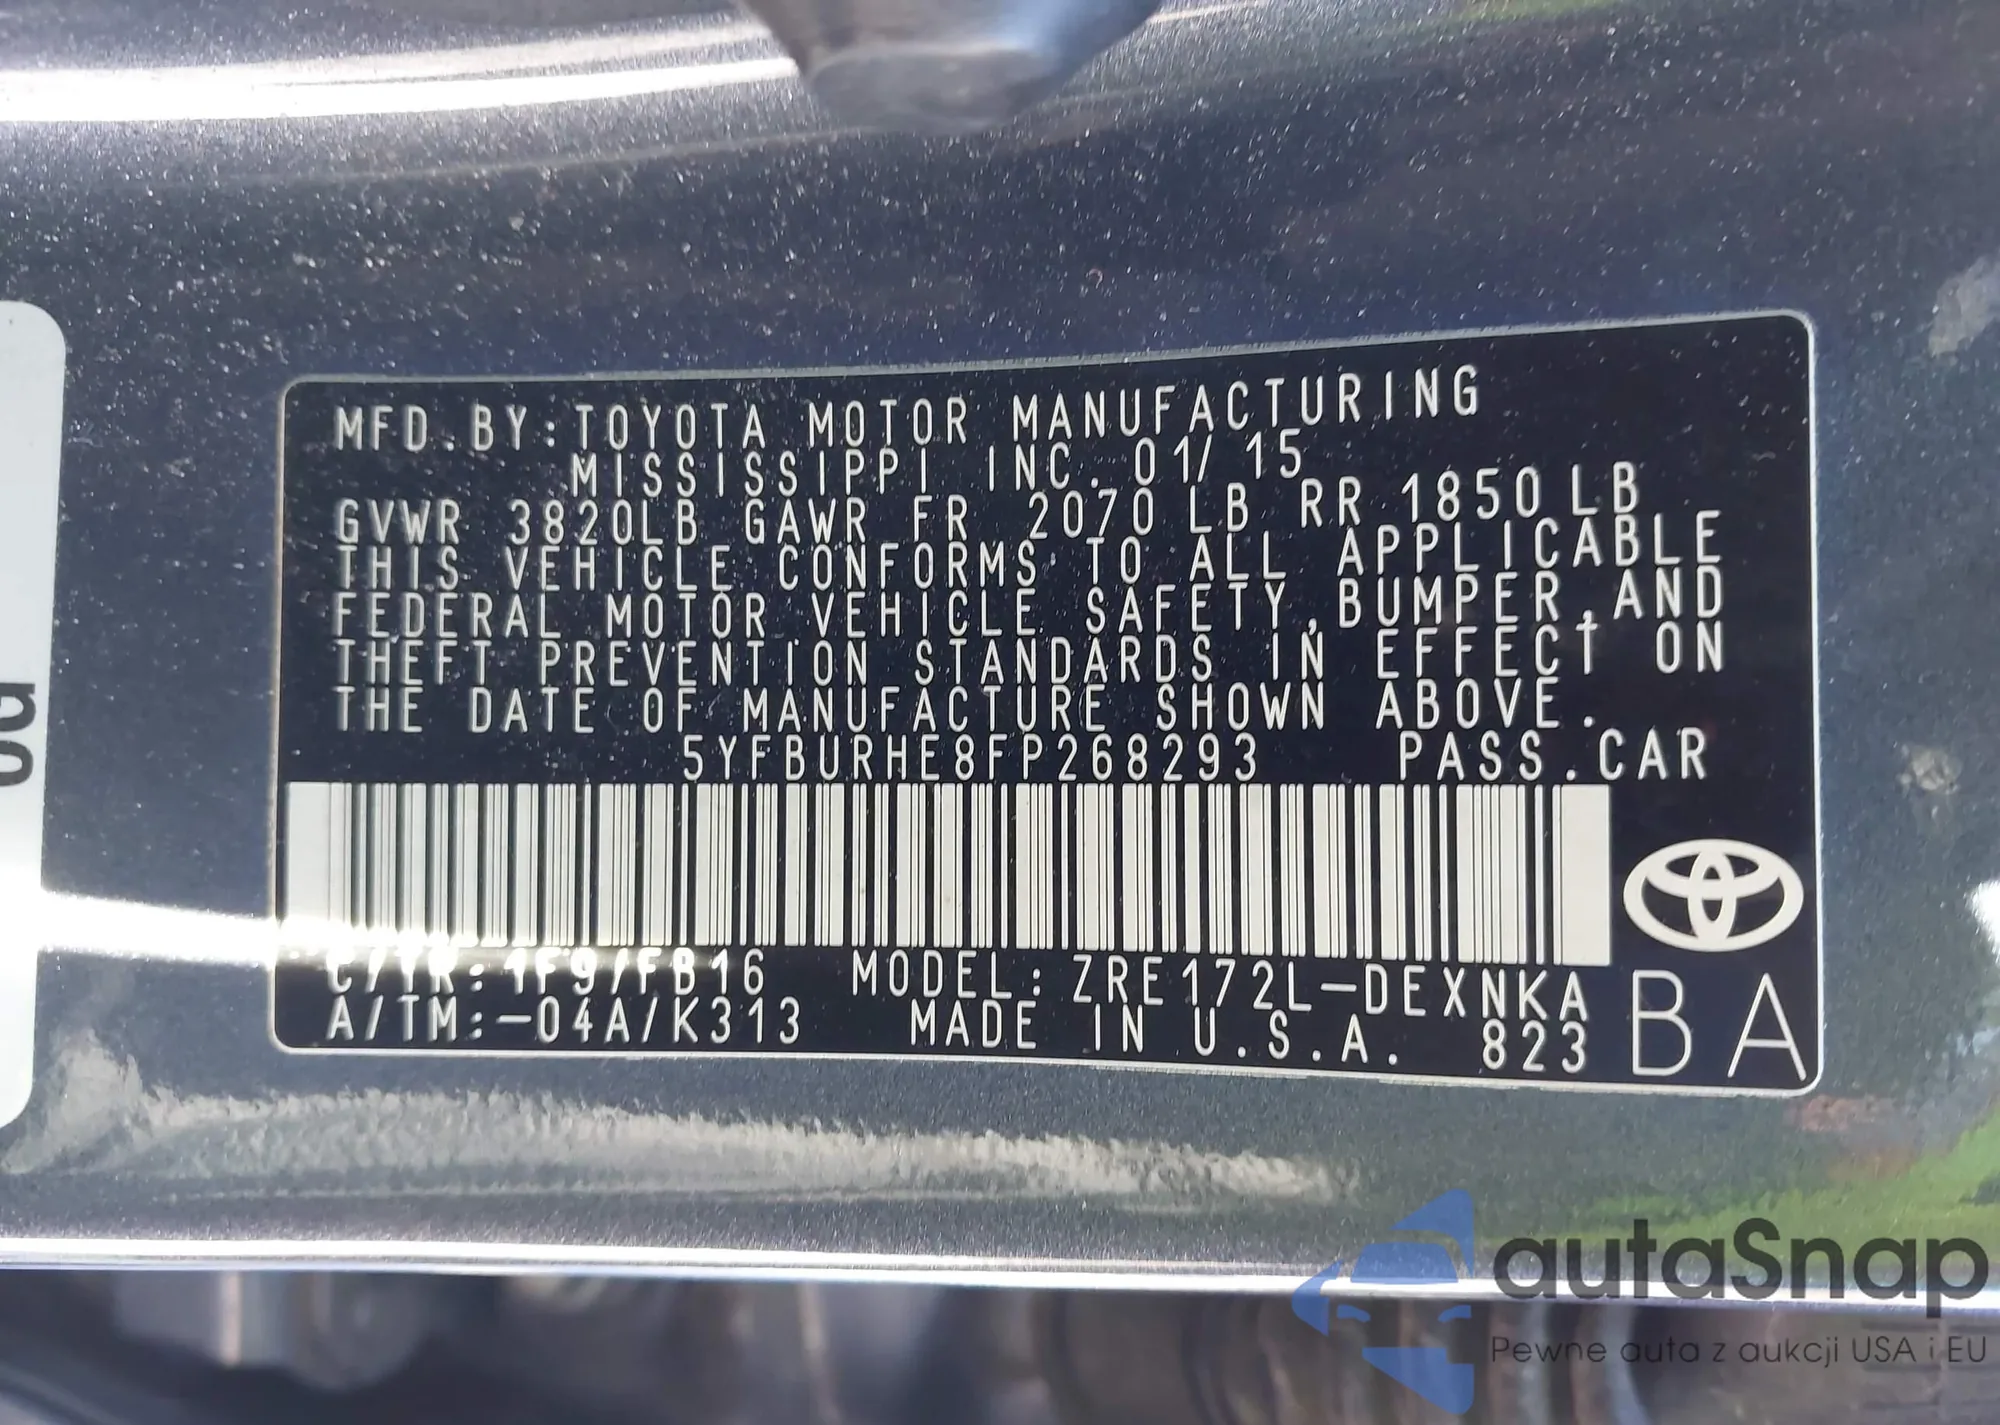 MFD.BY:TOYOTA MOTOR MANUFACTURING
MISSISSIPPI INC. 01/15
GVWR 3820LB GAWR FR 2070 LB RR 1850LB
THIS VEHICLE CONFORMS TO ALL APPLICABLE
FEDERAL MOTOR VEHICLE SAFETY,BUMPER,AND
THEFT PREVENTION STANDARDS IN EFFECT ON
THE DATE OF MANUFACTURE SHOWN ABOVE.
5YFBURHE8FP268293 PASS.CAR
C/TR:1F9/FB16 MODEL:ZRE172L-DEXNKA
A/TM:-04A/K313 MADE IN U.S.A. 823
BA
autaSnap
Pewne auta z aukcji USA i EU